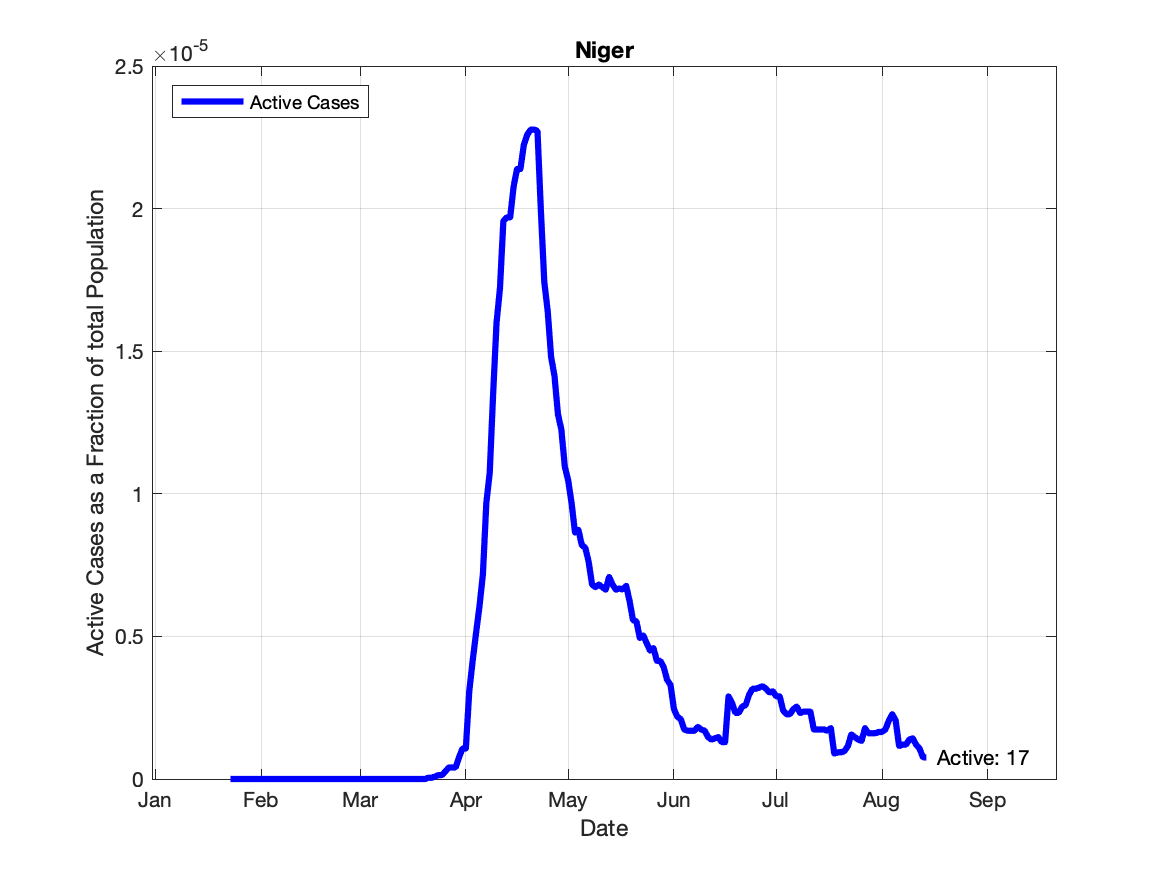 Niger
×10-5
Active Cases
2.5
2
1.5
1
0.5
0
Active Cases as a Fraction of total Population
Active: 17
Jan Feb Mar Apr May Jun Jul Aug Sep
Date